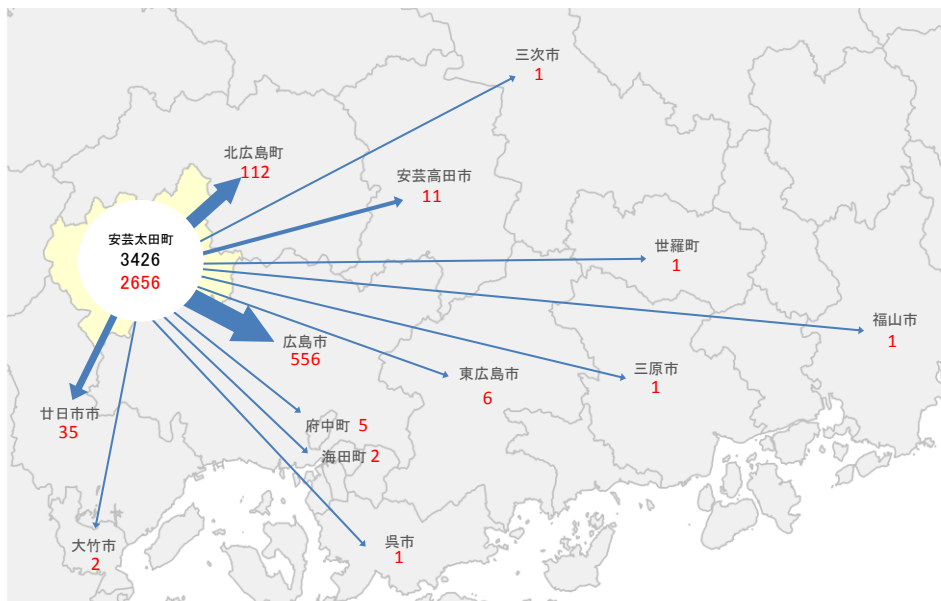 三次市
1
北広島町
112
安芸高田市
11
安芸太田町
3426
2656
世羅町
1
福山市
1
広島市
556
東広島市
6
三原市
1
廿日市市
35
府中町 5
海田町 2
大竹市
2
呉市
1